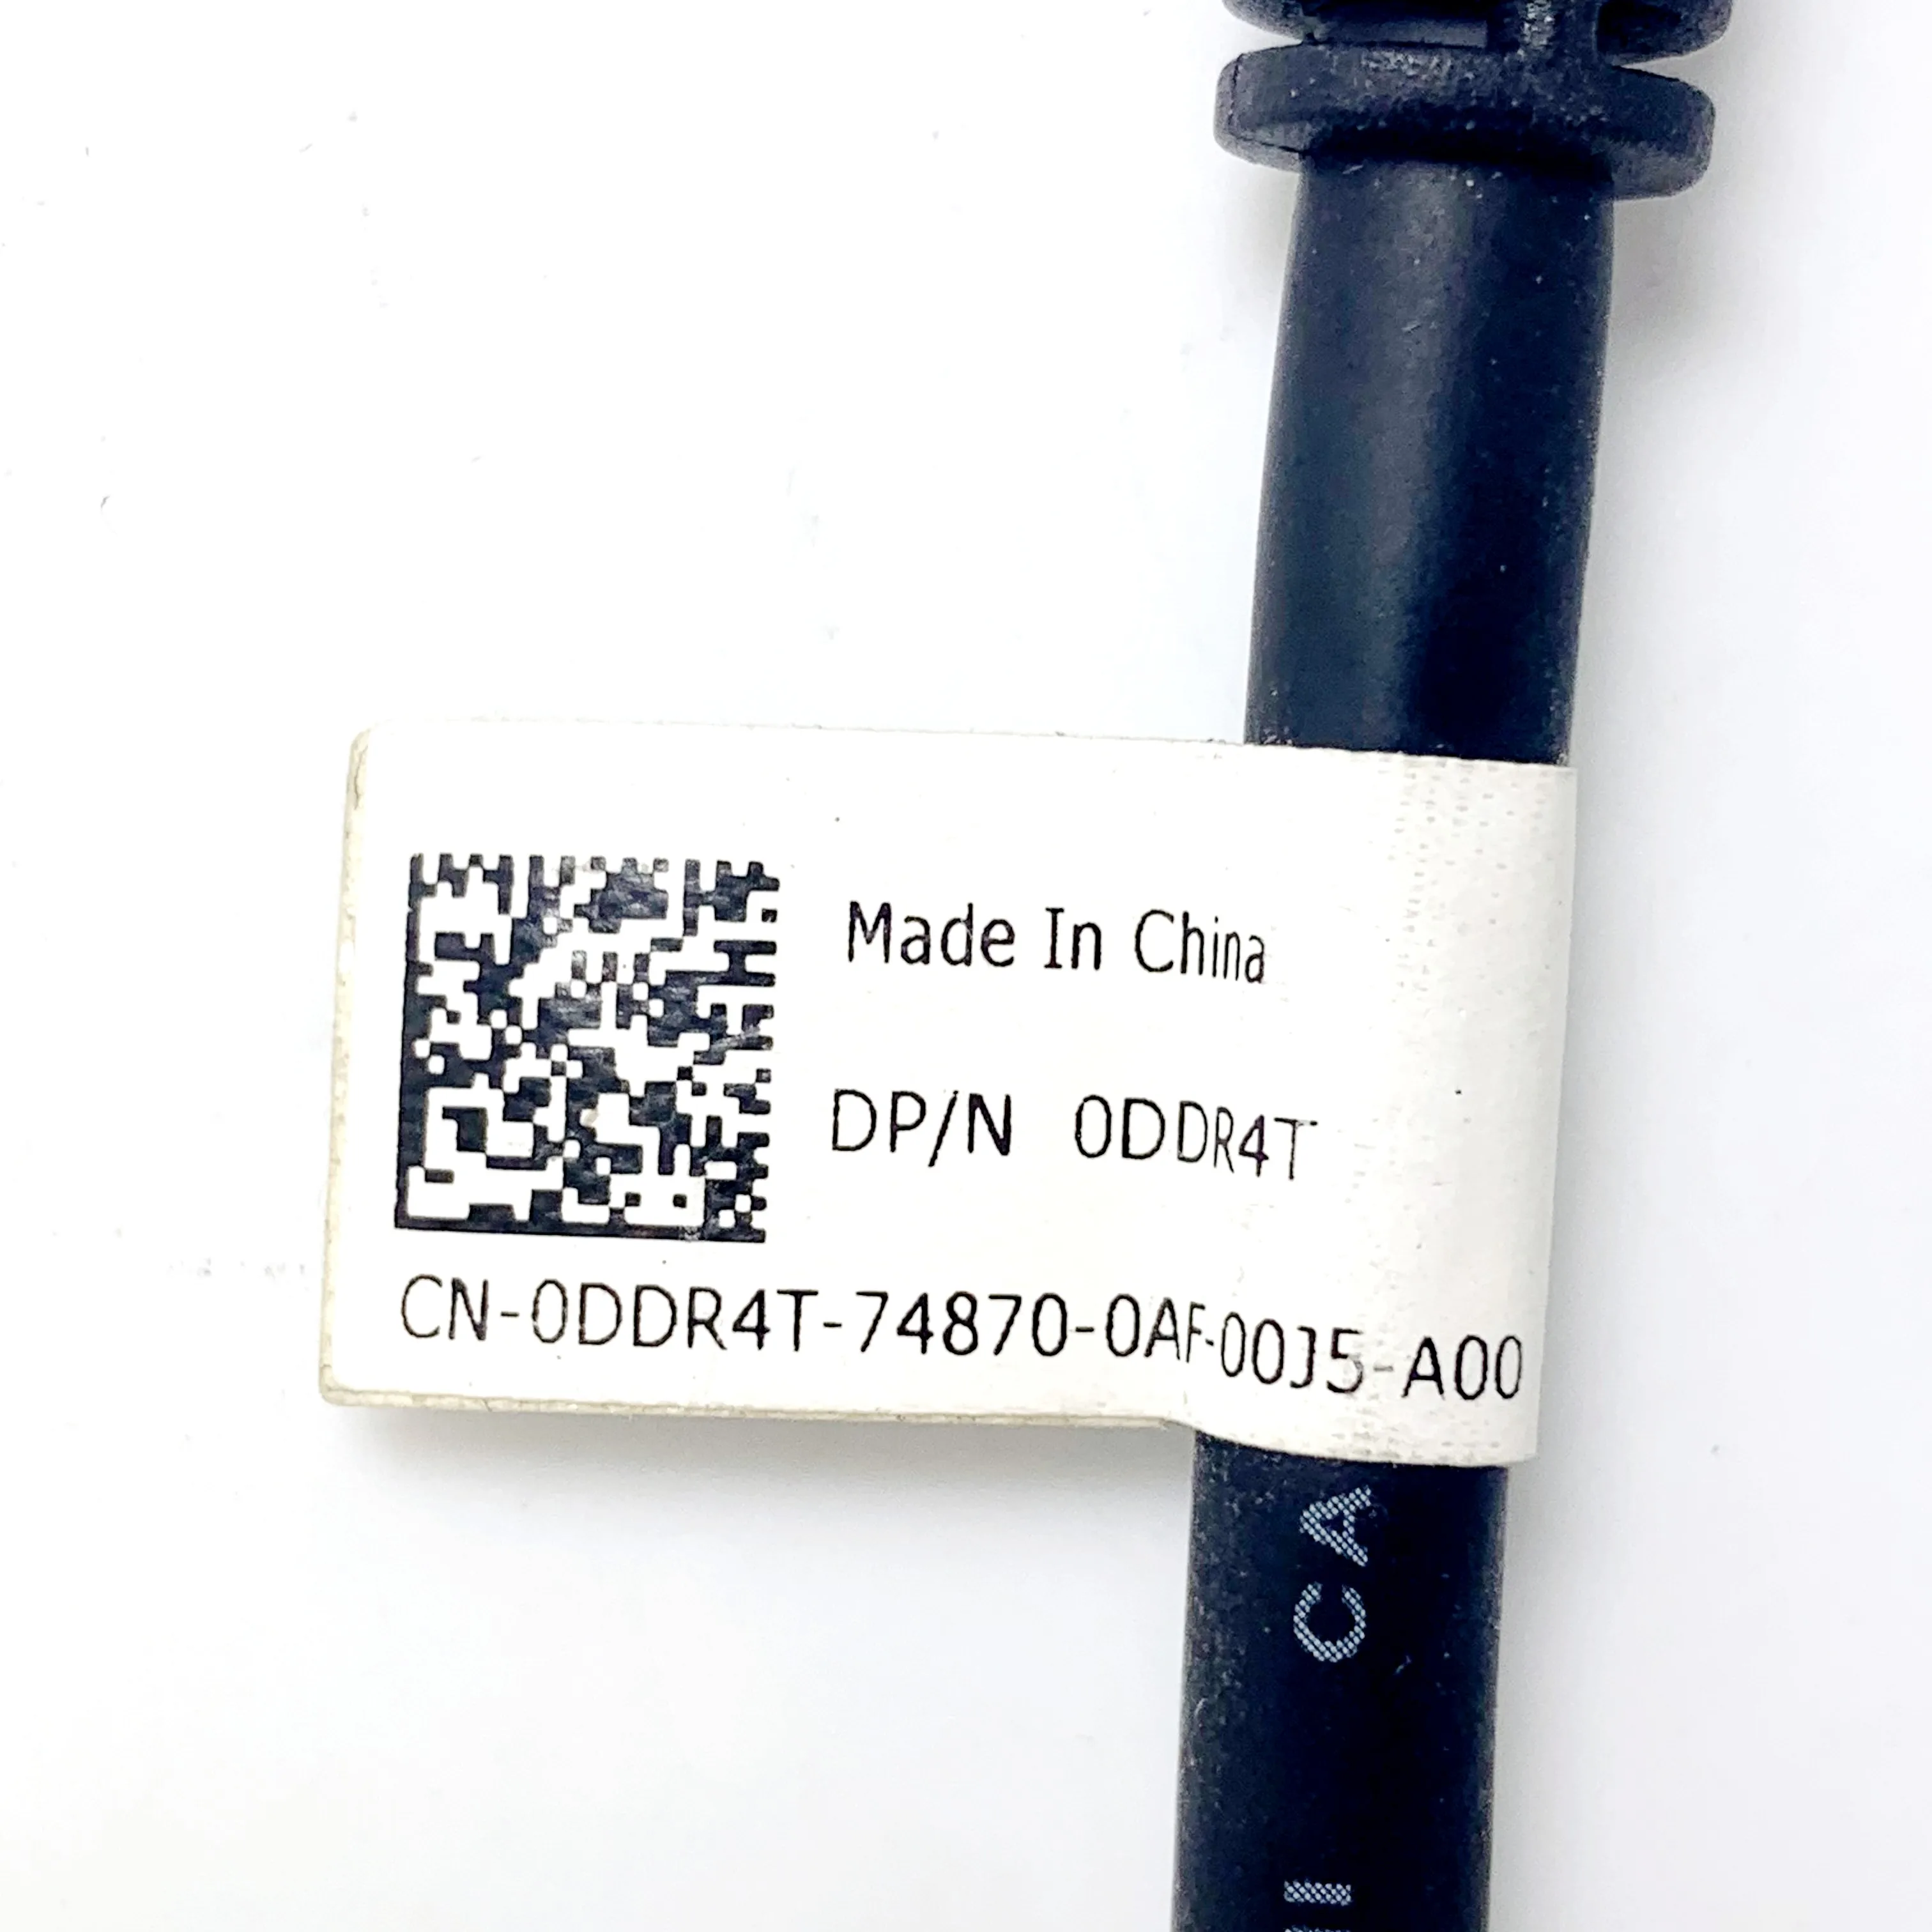 Made In China
DP/N 0DDR4T
CN-0DDR4T-74870-0AF-00J5-A00
CA